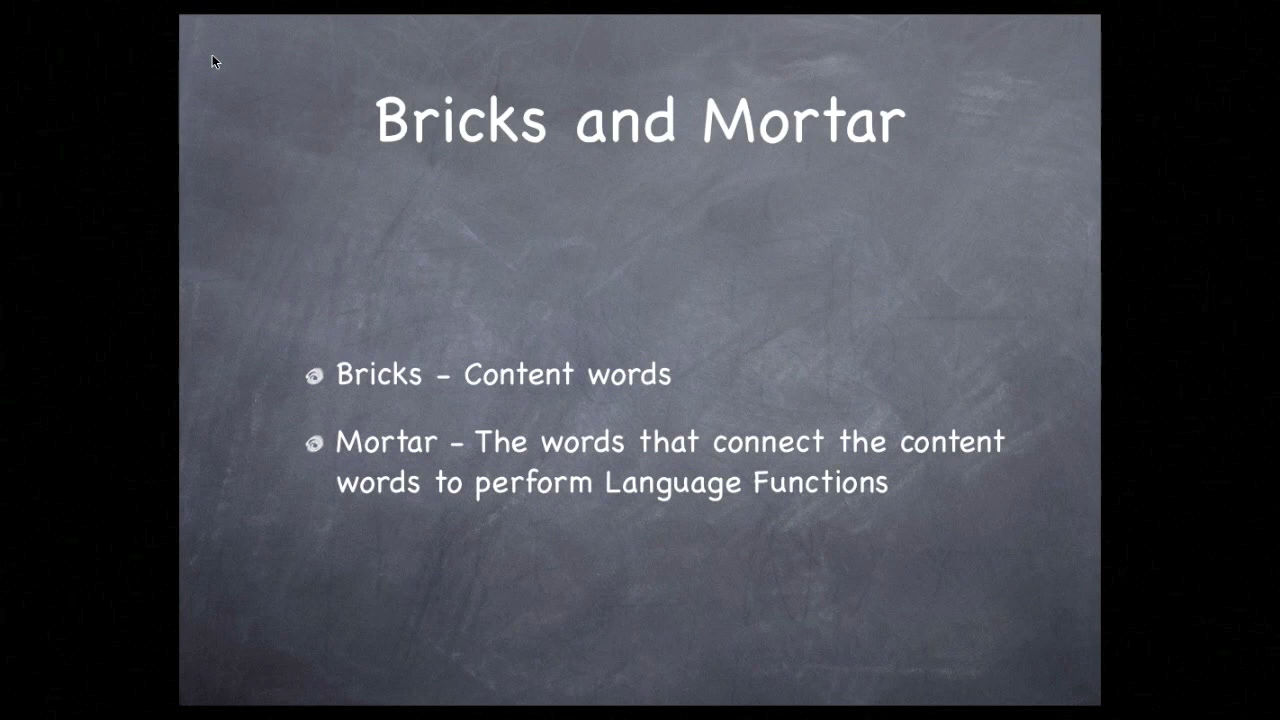 Bricks and Mortar
Bricks - Content words
Mortar - The words that connect the content
words to perform Language Functions